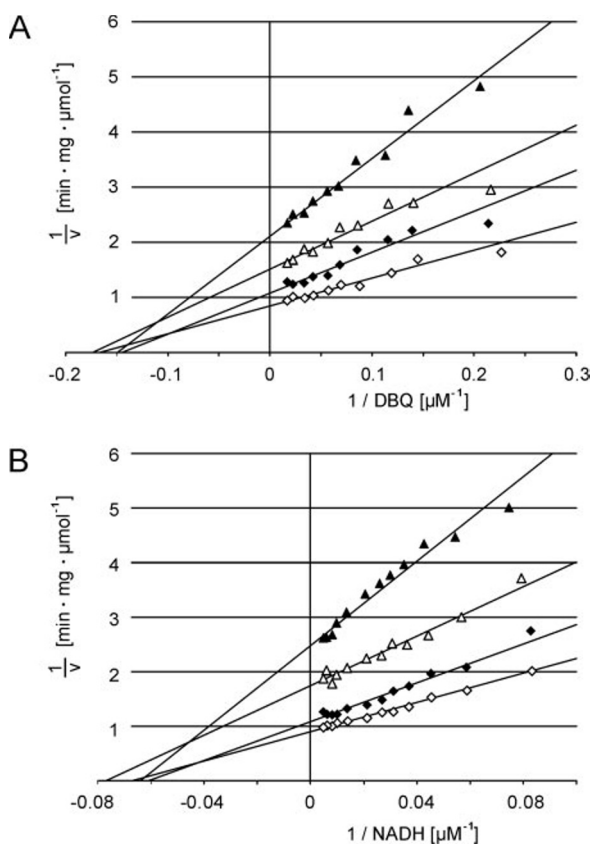 A
6
5
4
3
2
1
1/v [min · mg · µmol⁻¹]
-0.2 -0.1 0 0.1 0.2 0.3
1 / DBQ [µM⁻¹]
B
6
5
4
3
2
1
1/v [min · mg · µmol⁻¹]
-0.08 -0.04 0 0.04 0.08
1 / NADH [µM⁻¹]